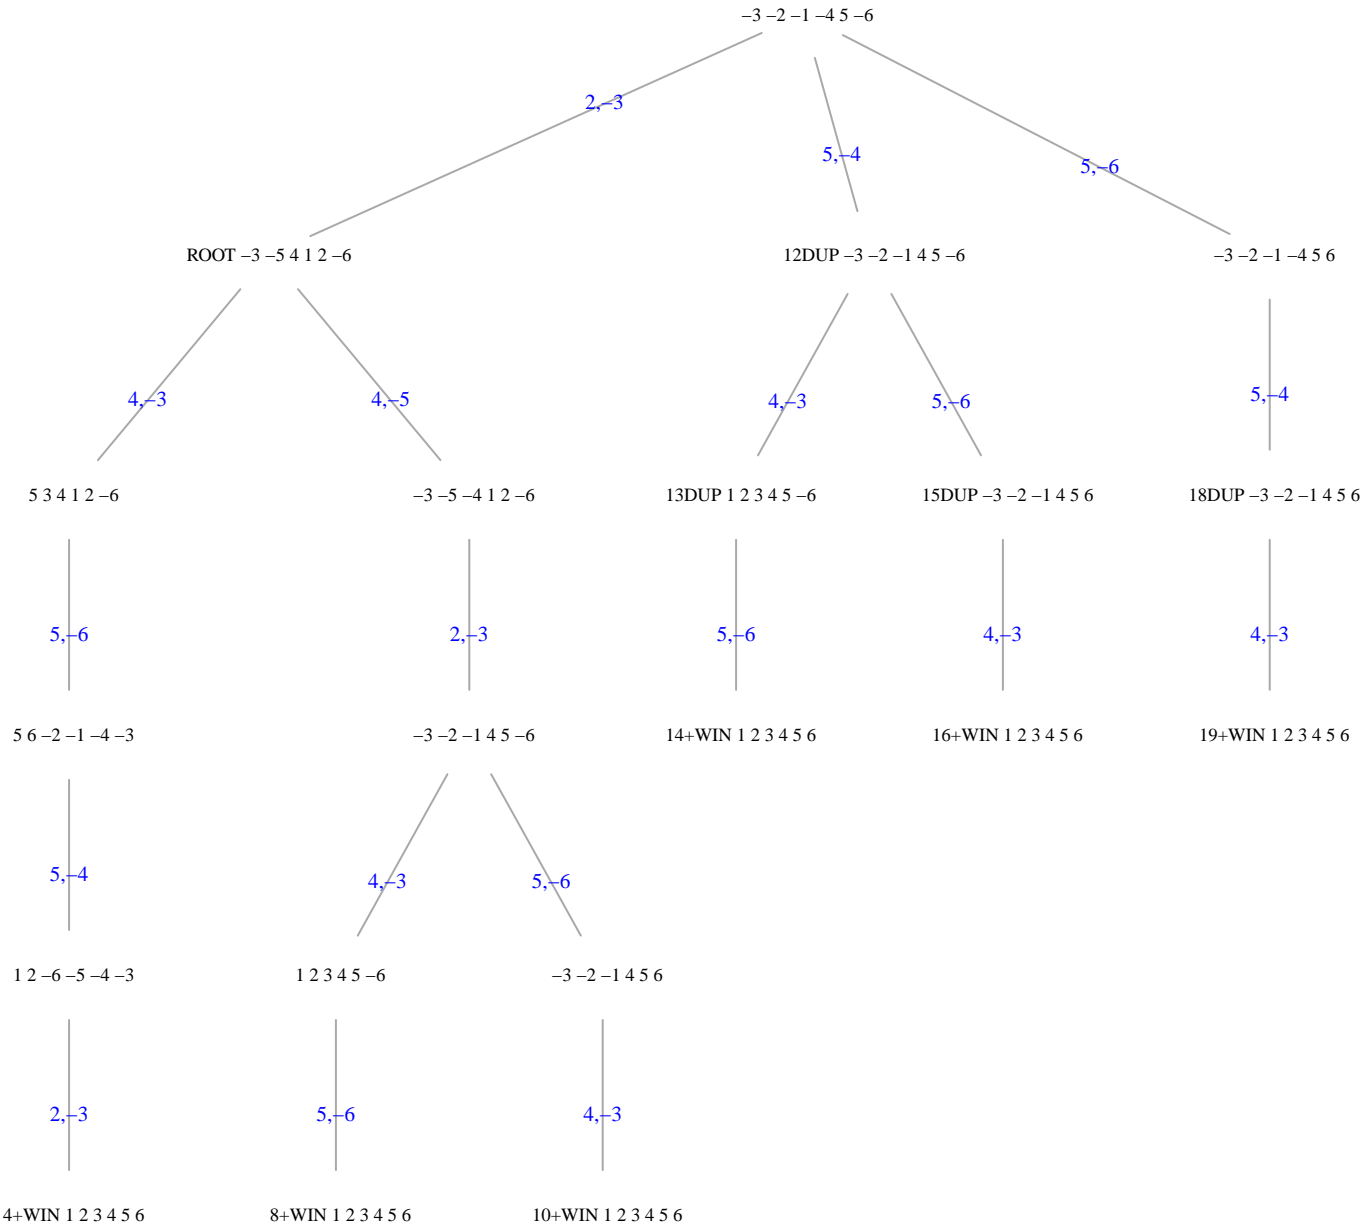 −3 −2 −1 −4 5 −6
2,−3
5,−4
5,−6
ROOT −3 −5 4 1 2 −6
12DUP −3 −2 −1 4 5 −6
−3 −2 −1 −4 5 6
4,−3
4,−5
4,−3
5,−6
5,−4
5 3 4 1 2 −6
−3 −5 −4 1 2 −6
13DUP 1 2 3 4 5 −6
15DUP −3 −2 −1 4 5 6
18DUP −3 −2 −1 4 5 6
5,−6
2,−3
5,−6
4,−3
4,−3
5 6 −2 −1 −4 −3
−3 −2 −1 4 5 −6
14+WIN 1 2 3 4 5 6
16+WIN 1 2 3 4 5 6
19+WIN 1 2 3 4 5 6
5,−4
4,−3
5,−6
1 2 −6 −5 −4 −3
1 2 3 4 5 −6
−3 −2 −1 4 5 6
2,−3
5,−6
4,−3
4+WIN 1 2 3 4 5 6
8+WIN 1 2 3 4 5 6
10+WIN 1 2 3 4 5 6